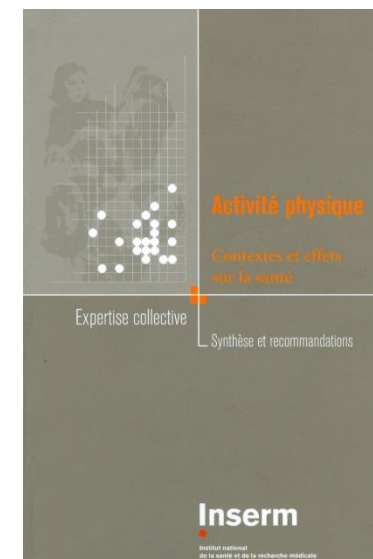 Activité physique
Contextes et effets
sur la santé
Expertise collective
Synthèse et recommandations
Inserm
Institut national
de la santé et de la recherche médicale